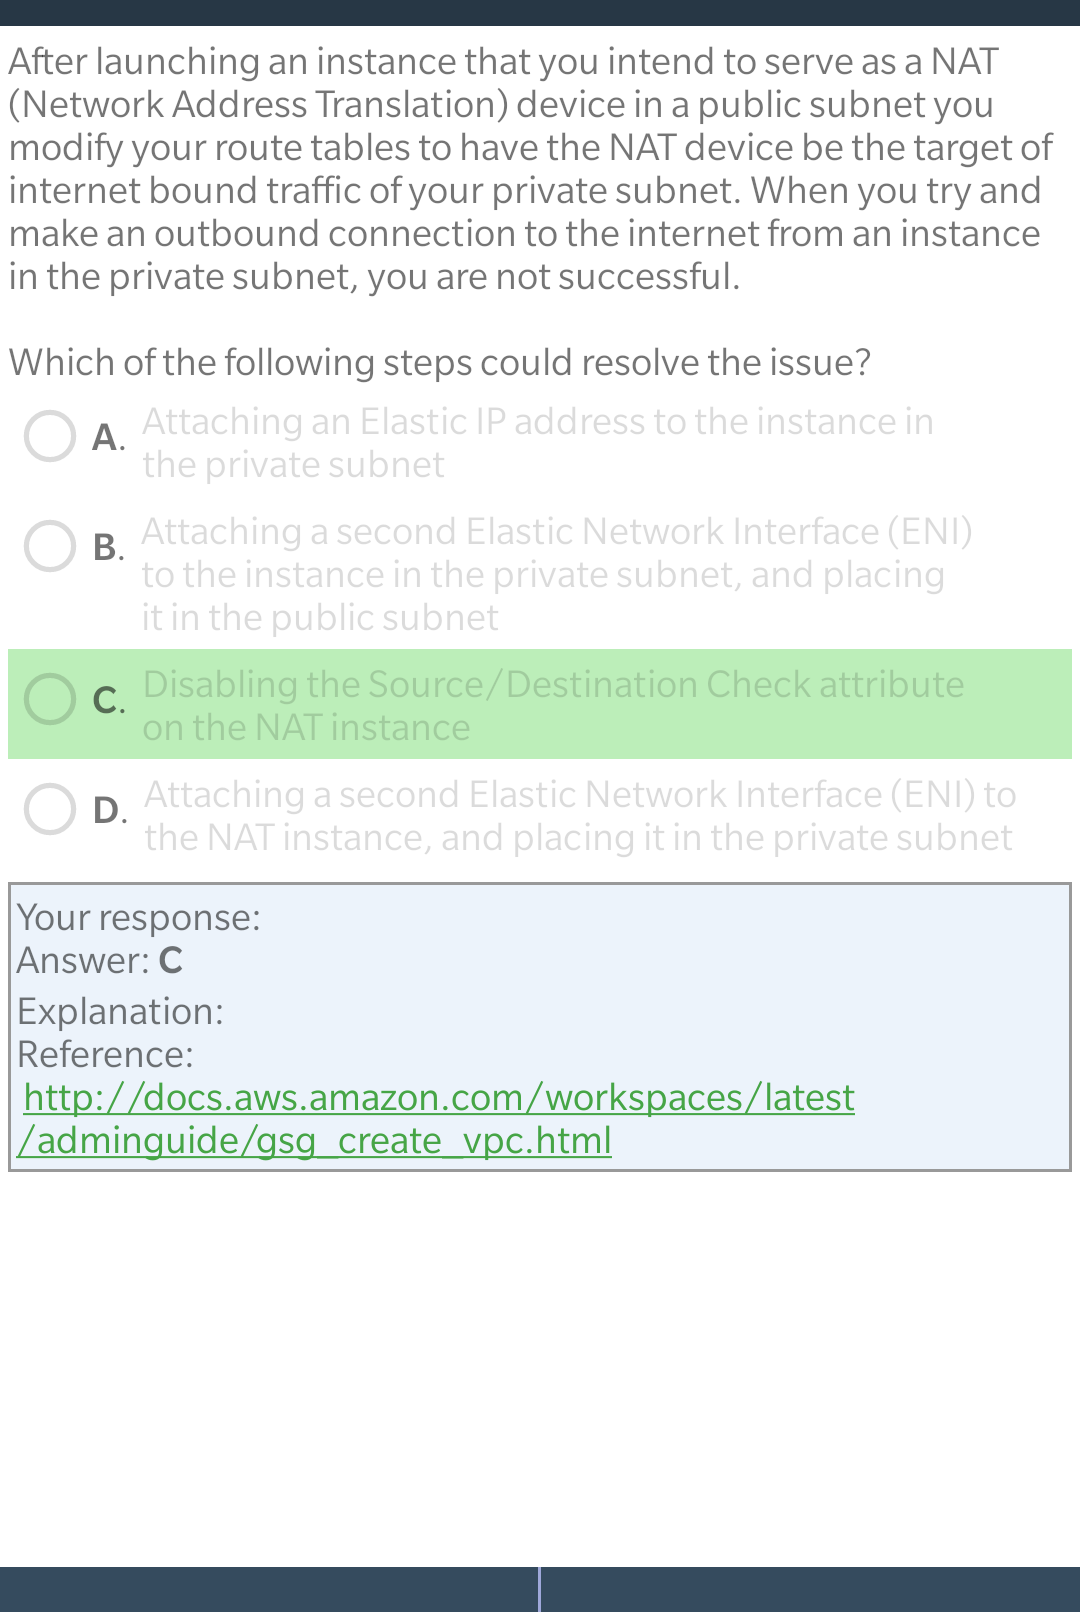 After launching an instance that you intend to serve as a NAT
(Network Address Translation) device in a public subnet you
modify your route tables to have the NAT device be the target of
internet bound traffic of your private subnet. When you try and
make an outbound connection to the internet from an instance
in the private subnet, you are not successful.
Which of the following steps could resolve the issue?
A. Attaching an Elastic IP address to the instance in
the private subnet
B. Attaching a second Elastic Network Interface (ENI)
to the instance in the private subnet, and placing
it in the public subnet
C. Disabling the Source/Destination Check attribute
on the NAT instance
D. Attaching a second Elastic Network Interface (ENI) to
the NAT instance, and placing it in the private subnet
Your response:
Answer: C
Explanation:
Reference:
http://docs.aws.amazon.com/workspaces/latest
/adminguide/gsg_create_vpc.html